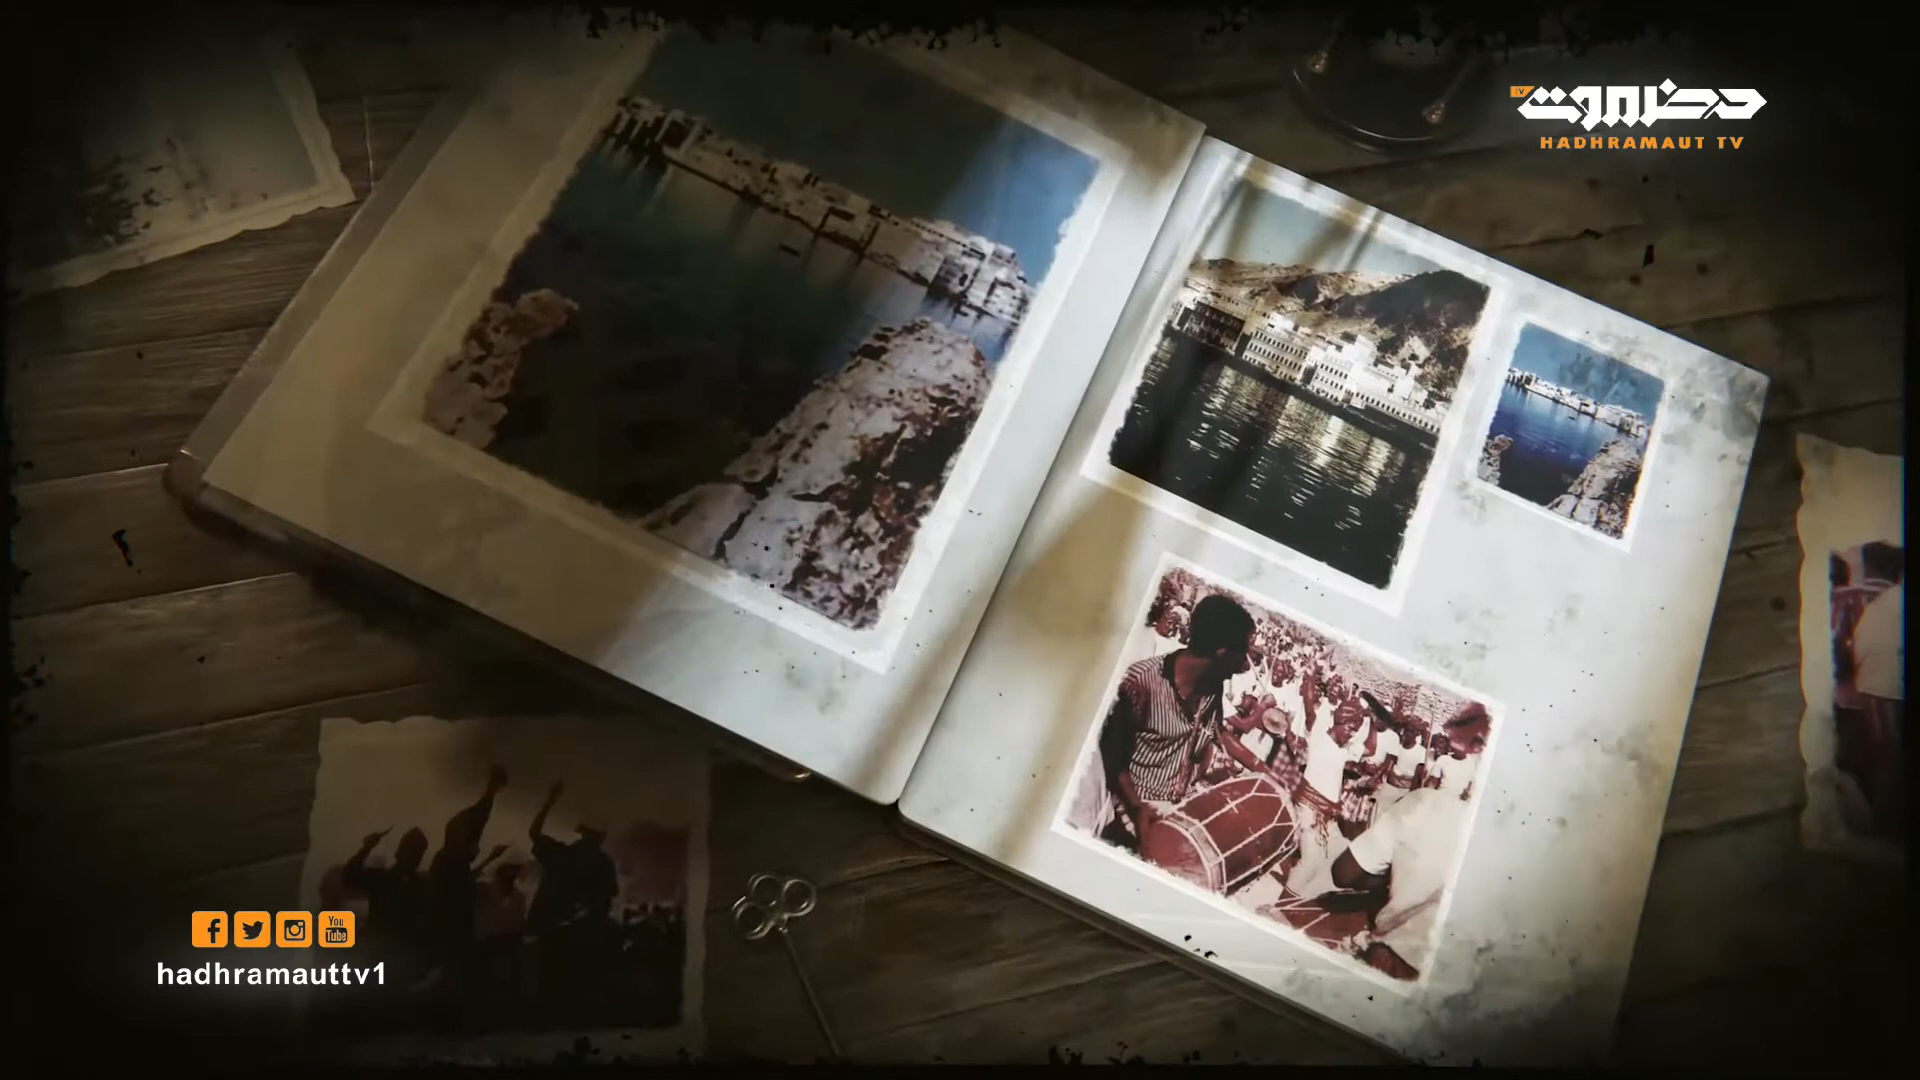 حضرموت
TV
HADHRAMAUT TV
You
Tube
hadhramauttv1